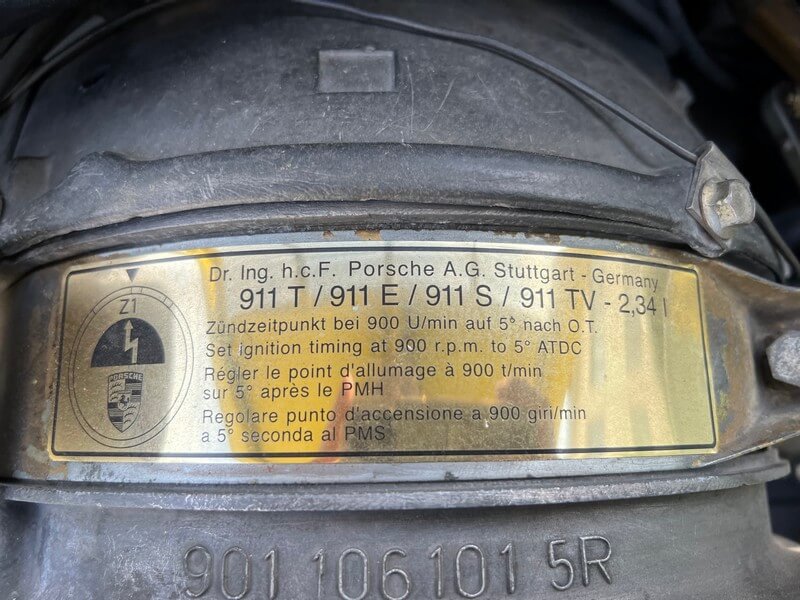 Dr. Ing. h.c.F. Porsche A.G. Stuttgart - Germany
911 T / 911 E / 911 S / 911 TV - 2,34 l
Z1
Zündzeitpunkt bei 900 U/min auf 5° nach O.T.
Set ignition timing at 900 r.p.m. to 5° ATDC
PORSCHE
Régler le point d'allumage à 900 t/min
sur 5° après le PMH
Regolare punto d'accensione a 900 giri/min
a 5° seconda al PMS
901 106 101 5R